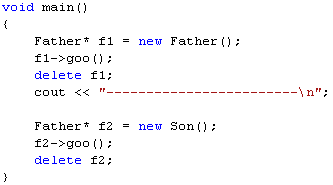 void main()
{
    Father* f1 = new Father();
    f1->goo();
    delete f1;
    cout << "------------------------\n";

    Father* f2 = new Son();
    f2->goo();
    delete f2;
}